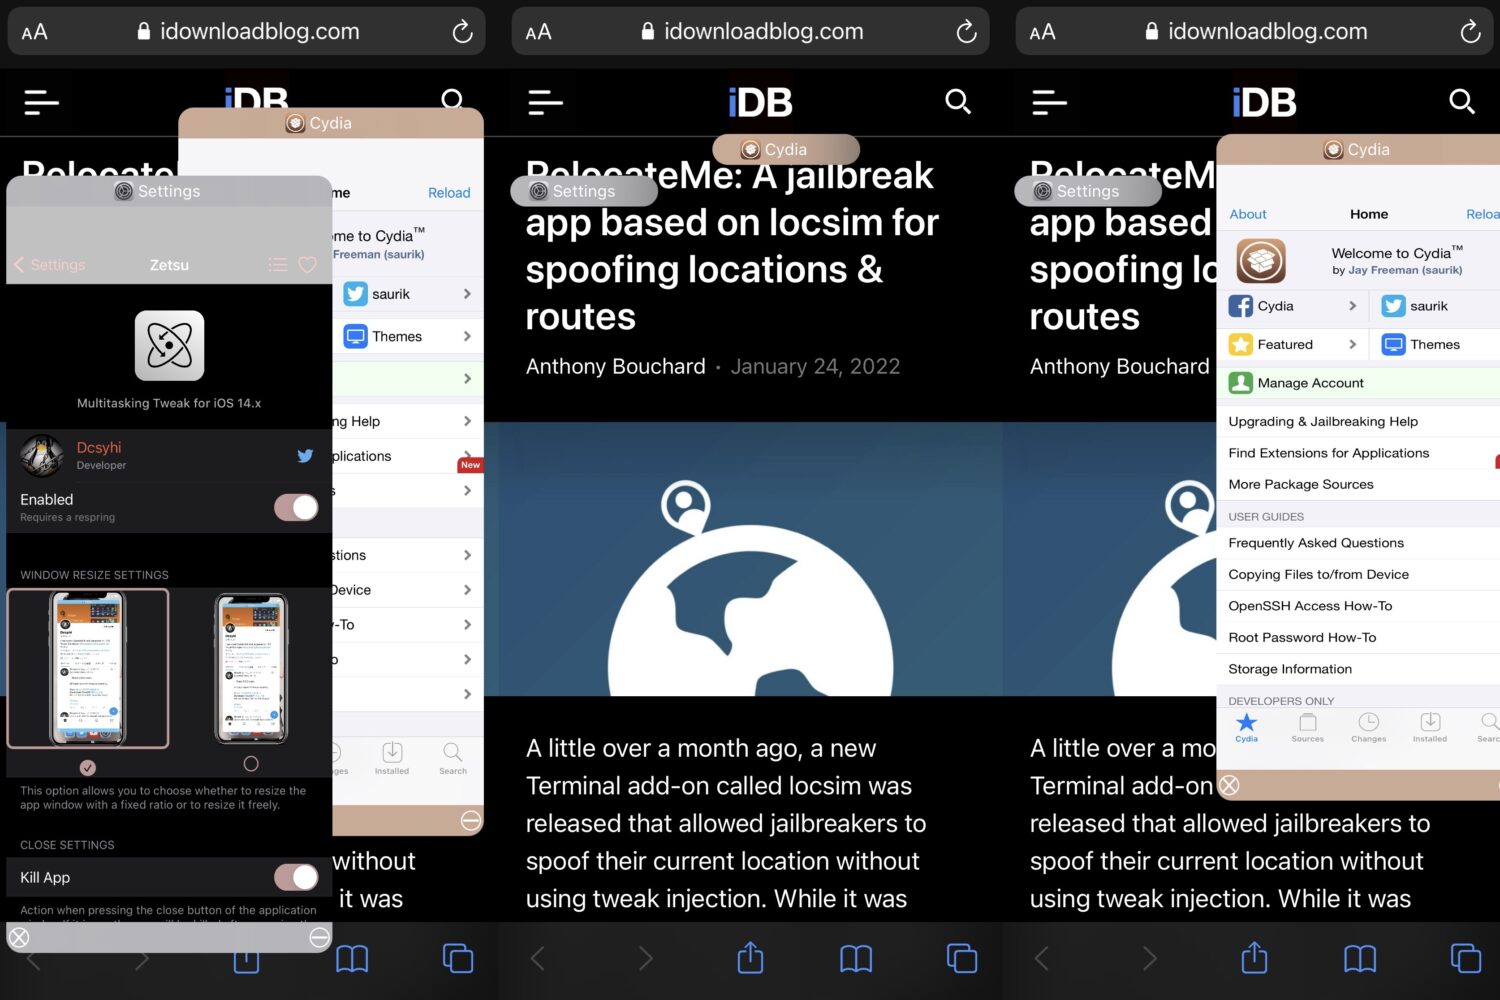 AA idownloadblog.com
iDB
Cydia
RelocateMe
Settings
me Reload
Settings Zetsu
me to Cydia™
Freeman (saurik)
saurik
Themes
Multitasking Tweak for iOS 14.x
ng Help
Dcsyhi
Developer
plications
New
s
Enabled
Requires a respring
stions
WINDOW RESIZE SETTINGS
Device
-To
o
ges Installed Search
This option allows you to choose whether to resize the
app window with a fixed ratio or to resize it freely.
CLOSE SETTINGS
without
Kill App
it was
Action when pressing the close button of the application
AA idownloadblog.com
iDB
Cydia
RelocateMe: A jailbreak
Settings
app based on locsim for
spoofing locations &
routes
Anthony Bouchard • January 24, 2022
A little over a month ago, a new
Terminal add-on called locsim was
released that allowed jailbreakers to
spoof their current location without
using tweak injection. While it was
AA idownloadblog.com
iDB
Cydia
RelocateM
Settings
app based
spoofing lo
routes
Anthony Bouchard
About Home Reloa
Welcome to Cydia™
by Jay Freeman (saurik)
Cydia saurik
Featured Themes
Manage Account
Upgrading & Jailbreaking Help
Find Extensions for Applications
More Package Sources
USER GUIDES
Frequently Asked Questions
Copying Files to/from Device
OpenSSH Access How-To
Root Password How-To
Storage Information
DEVELOPERS ONLY
Cydia Sources Changes Installed Searc
A little over a mo
Terminal add-on
released that allowed jailbreakers to
spoof their current location without
using tweak injection. While it was